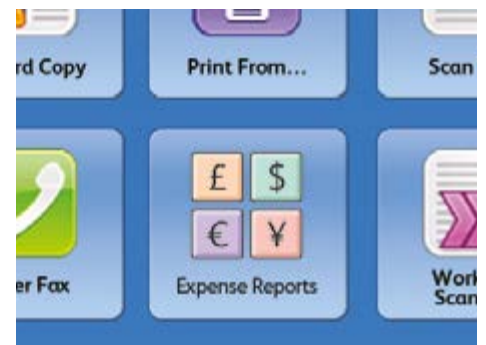 rd Copy
Print From...
Scan
£ $
€ ¥
er Fax
Expense Reports
Work
Scan